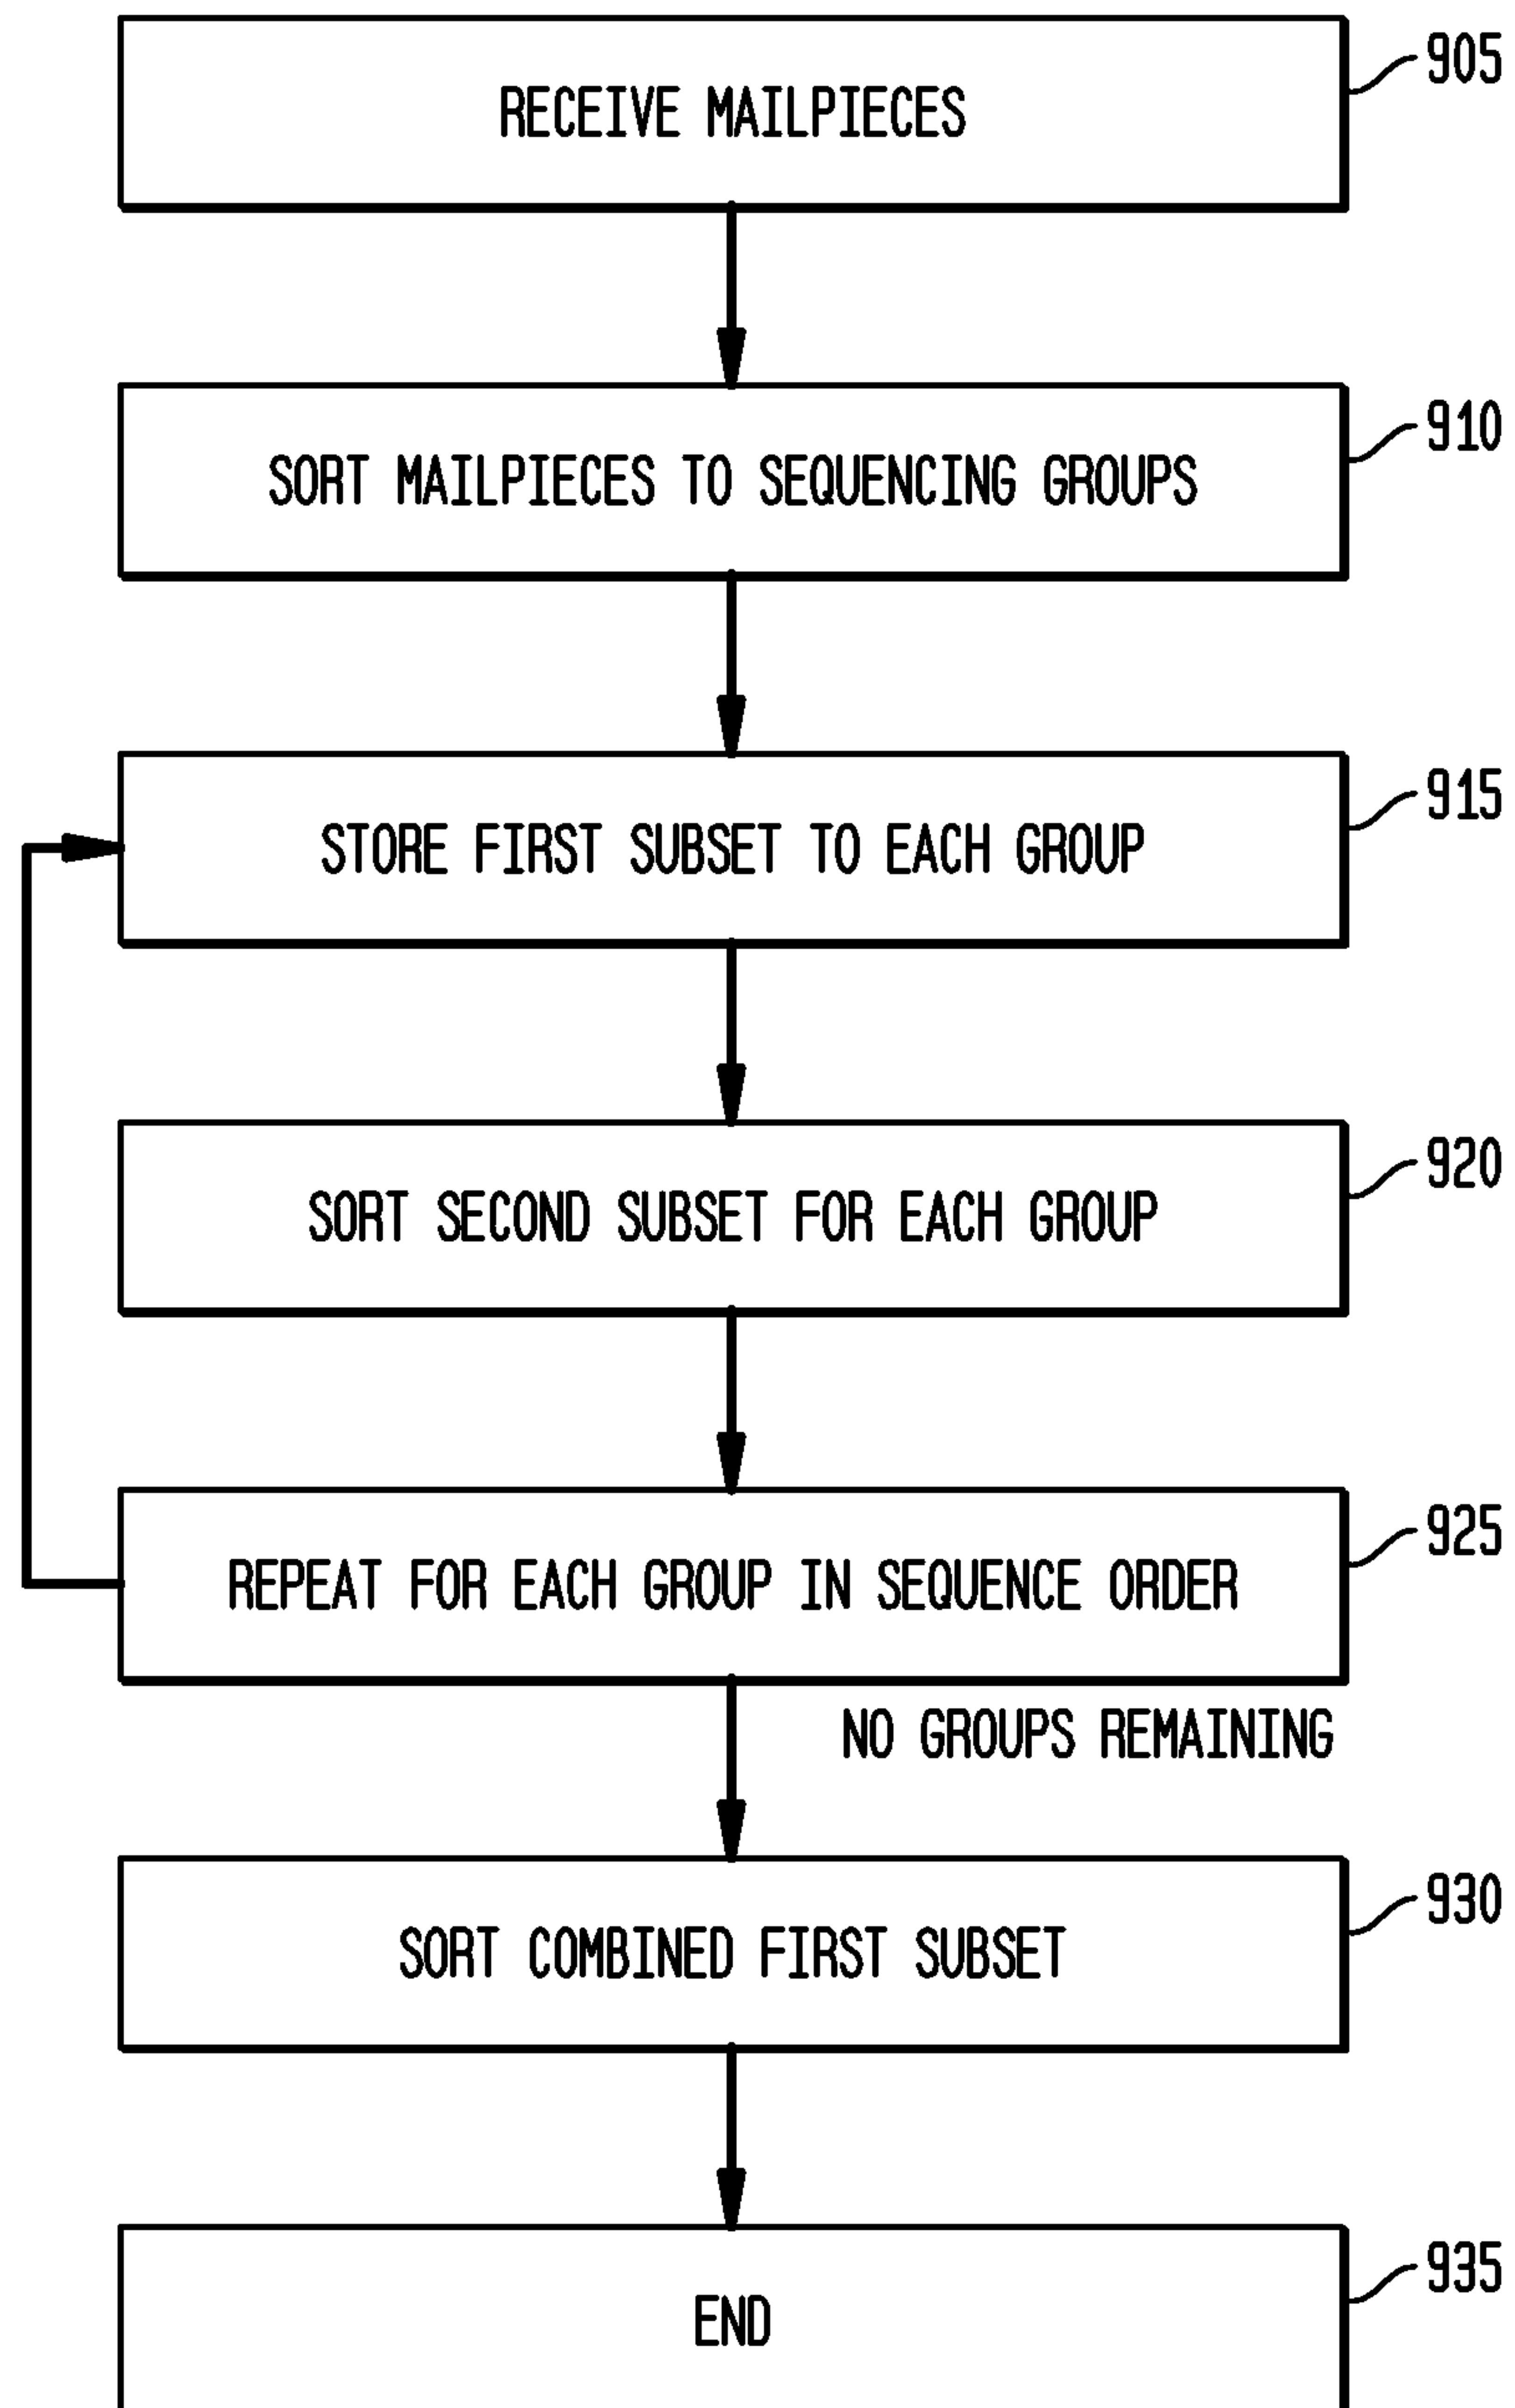 RECEIVE MAILPIECES
905
SORT MAILPIECES TO SEQUENCING GROUPS
910
STORE FIRST SUBSET TO EACH GROUP
915
SORT SECOND SUBSET FOR EACH GROUP
920
REPEAT FOR EACH GROUP IN SEQUENCE ORDER
925
NO GROUPS REMAINING
SORT COMBINED FIRST SUBSET
930
END
935